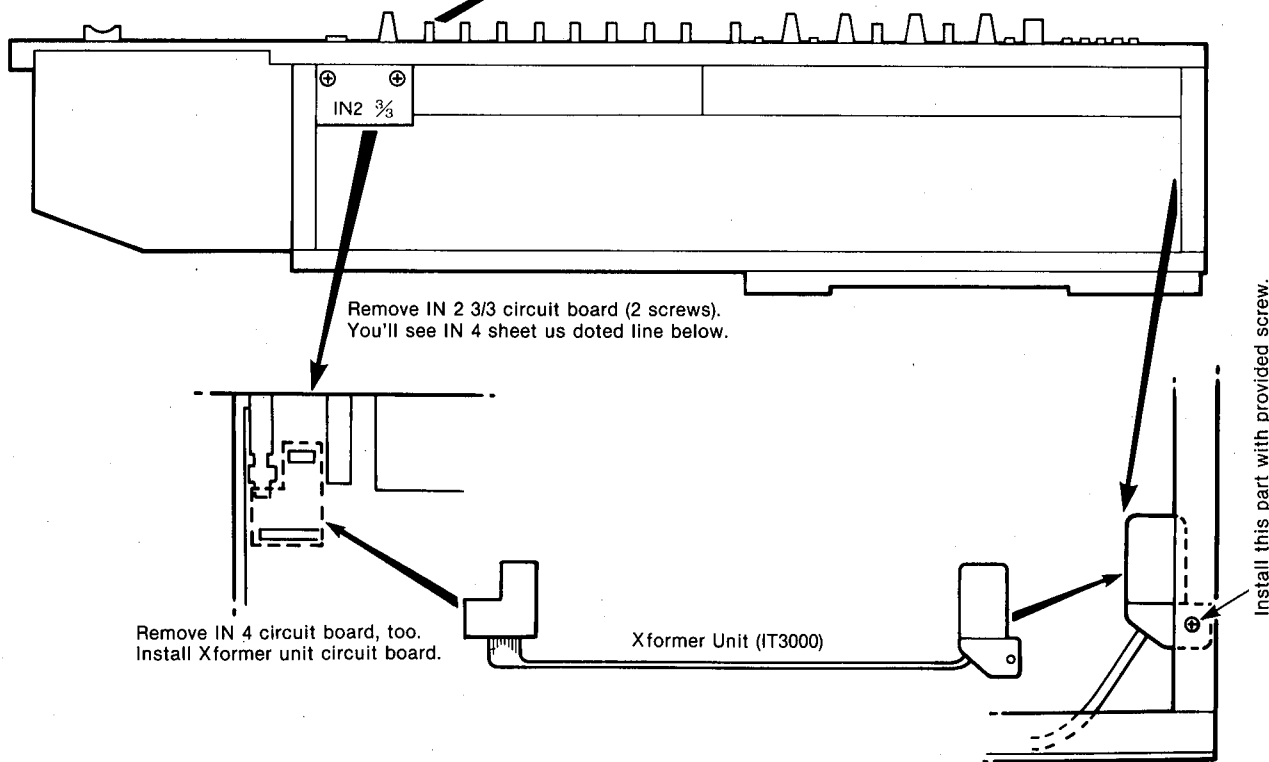 IN2 3/3
Remove IN 2 3/3 circuit board (2 screws).
You'll see IN 4 sheet us doted line below.
Remove IN 4 circuit board, too.
Install Xformer unit circuit board.
Xformer Unit (IT3000)
Install this part with provided screw.